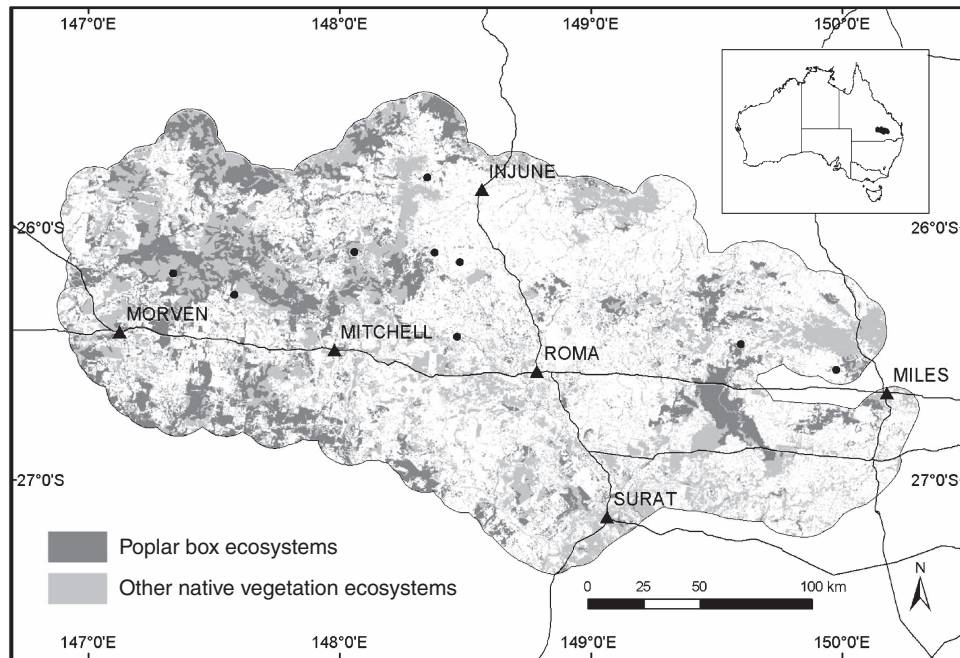 147°0'E 148°0'E 149°0'E 150°0'E
INJUNE
26°0'S 26°0'S
MORVEN
MITCHELL
ROMA
MILES
27°0'S 27°0'S
SURAT
Poplar box ecosystems
Other native vegetation ecosystems
N
0 25 50 100 km
147°0'E 148°0'E 149°0'E 150°0'E